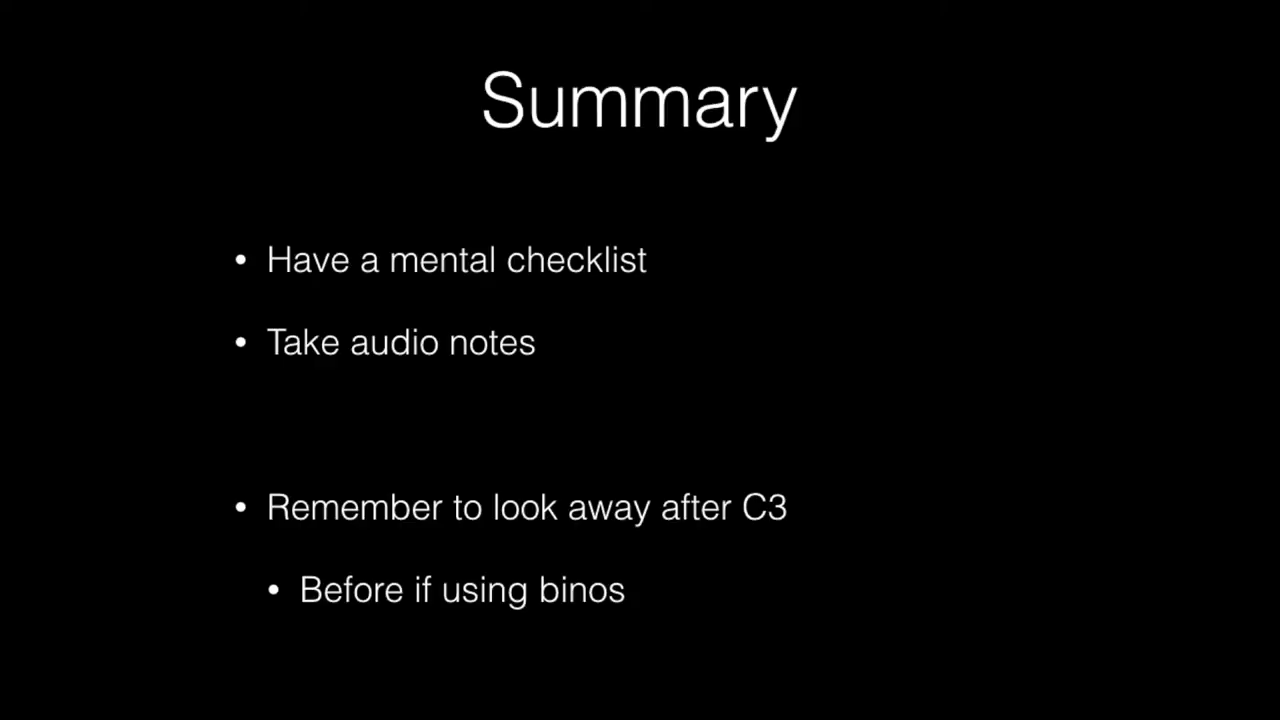 Summary
• Have a mental checklist
• Take audio notes
• Remember to look away after C3
• Before if using binos